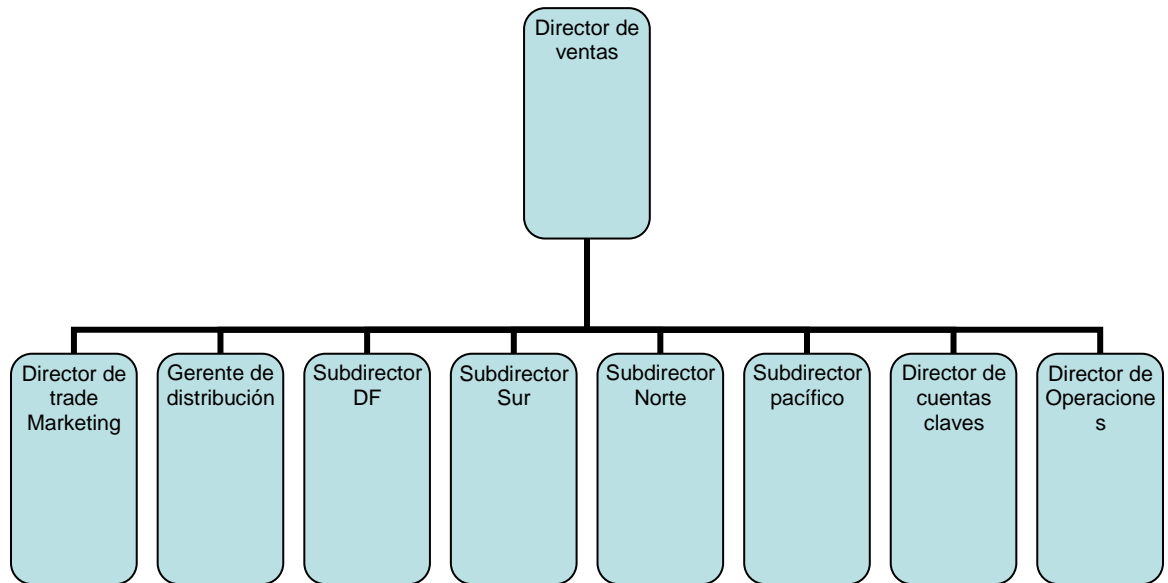 Director de
ventas
Director de
trade
Marketing
Gerente de
distribución
Subdirector
DF
Subdirector
Sur
Subdirector
Norte
Subdirector
pacífico
Director de
cuentas
claves
Director de
Operacione
s